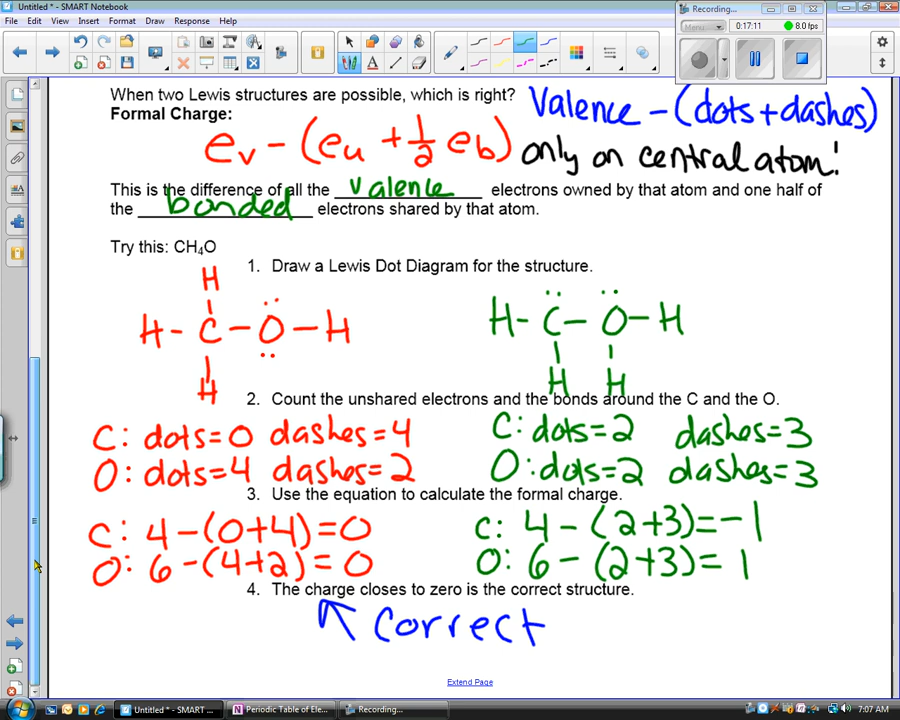 Untitled * - SMART Notebook
Recording...
File Edit View Insert Format Draw Response Help
Menu 0:17:11 8.0 fps
When two Lewis structures are possible, which is right?
Valence - (dots+dashes)
Formal Charge:
ev - (eu + 1/2 eb) only on central atom!
This is the difference of all the valence electrons owned by that atom and one half of
the bonded electrons shared by that atom.
Try this: CH4O
1. Draw a Lewis Dot Diagram for the structure.
H
H - C - O - H
H
H - C - O - H
H H
2. Count the unshared electrons and the bonds around the C and the O.
C: dots=0 dashes=4
O: dots=4 dashes=2
C: dots=2 dashes=3
O: dots=2 dashes=3
3. Use the equation to calculate the formal charge.
C: 4-(0+4)=0
O: 6-(4+2)=0
C: 4-(2+3)=-1
O: 6-(2+3)=1
4. The charge closes to zero is the correct structure.
Correct
Extend Page
Untitled * - SMART ... Periodic Table of Ele... Recording... 7:07 AM